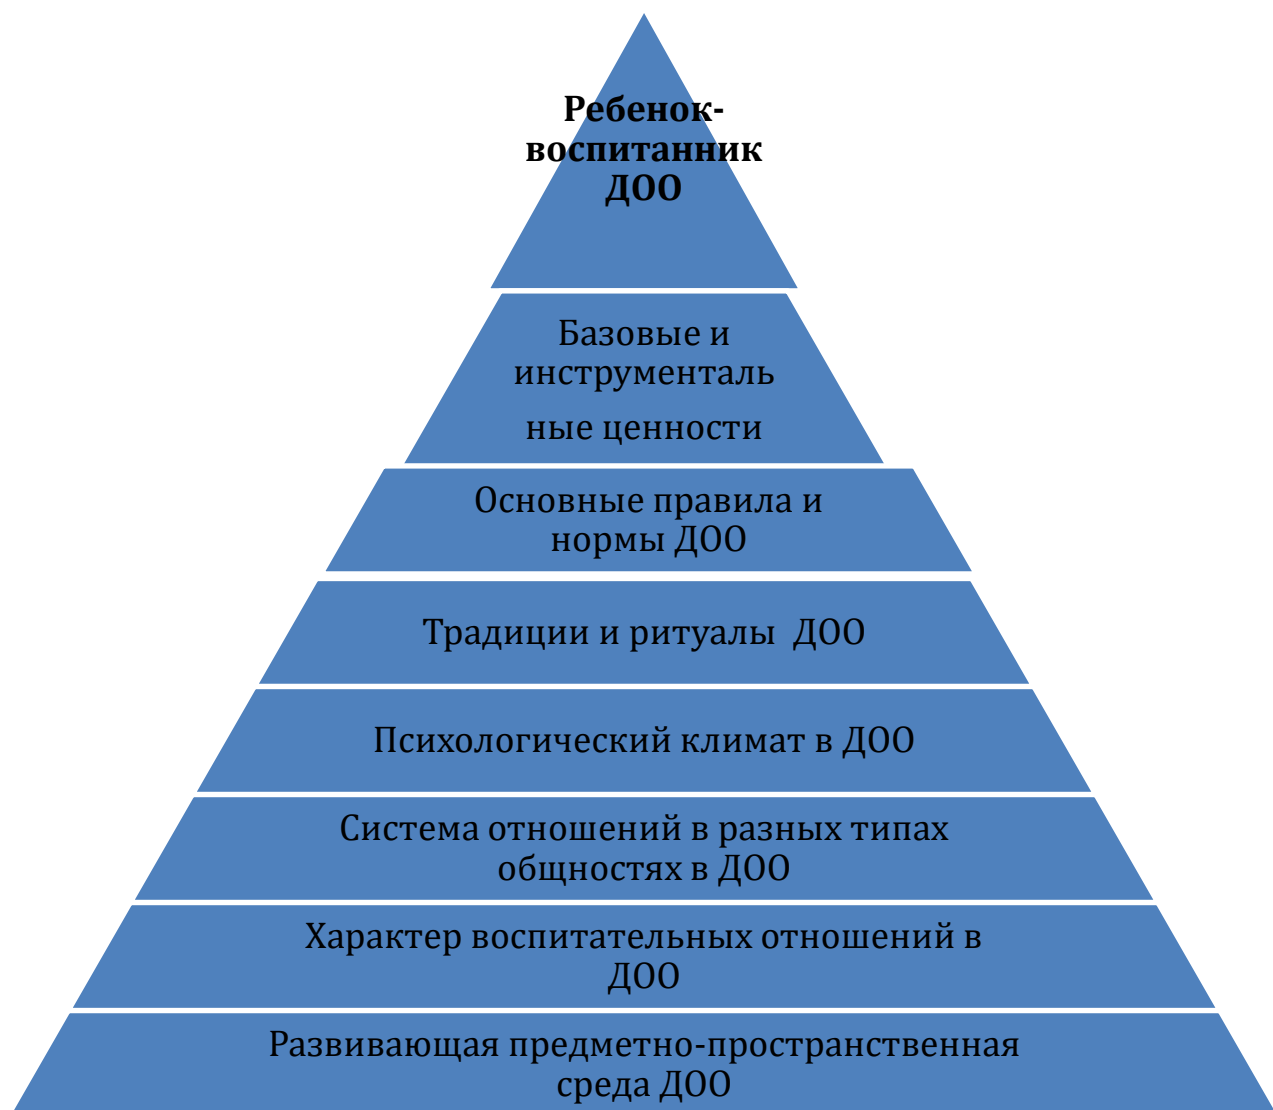 Ребенок-
воспитанник
ДОО
Базовые и
инструменталь
ные ценности
Основные правила и
нормы ДОО
Традиции и ритуалы  ДОО
Психологический климат в ДОО
Система отношений в разных типах
общностях в ДОО
Характер воспитательных отношений в
ДОО
Развивающая предметно-пространственная
среда ДОО